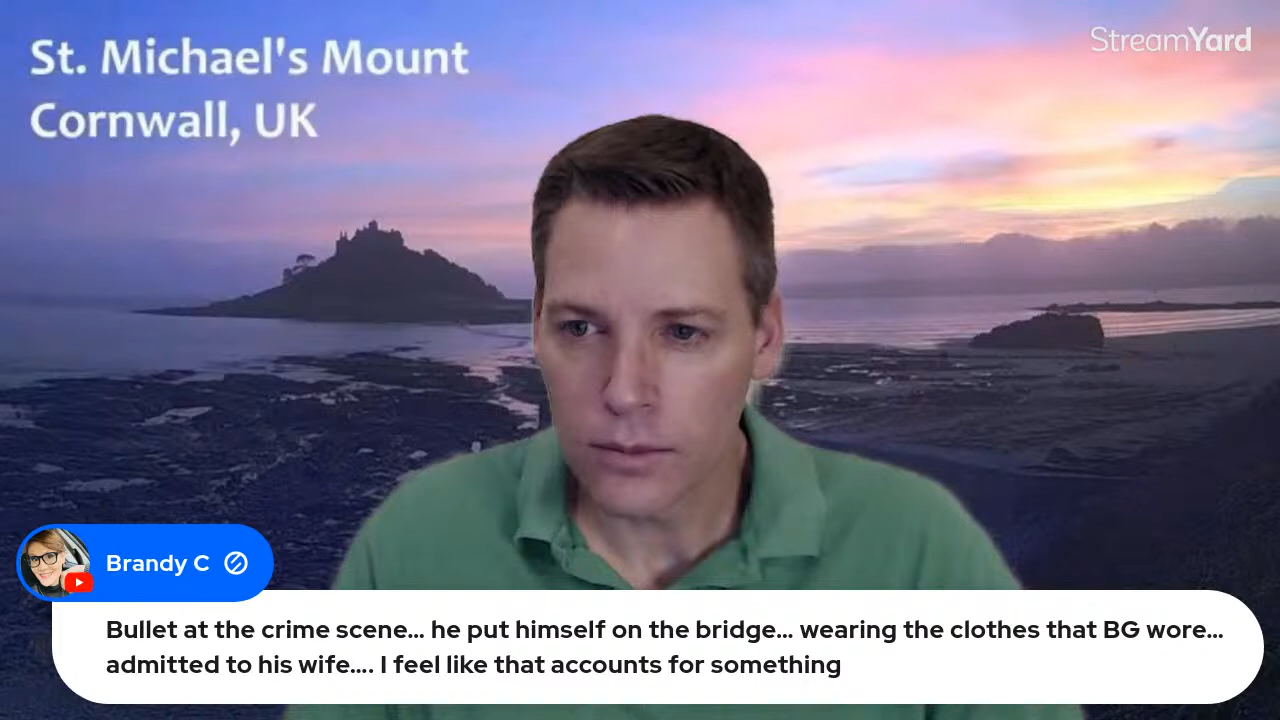 St. Michael's Mount
Cornwall, UK
StreamYard
Brandy C
Bullet at the crime scene... he put himself on the bridge... wearing the clothes that BG wore...
admitted to his wife.... I feel like that accounts for something